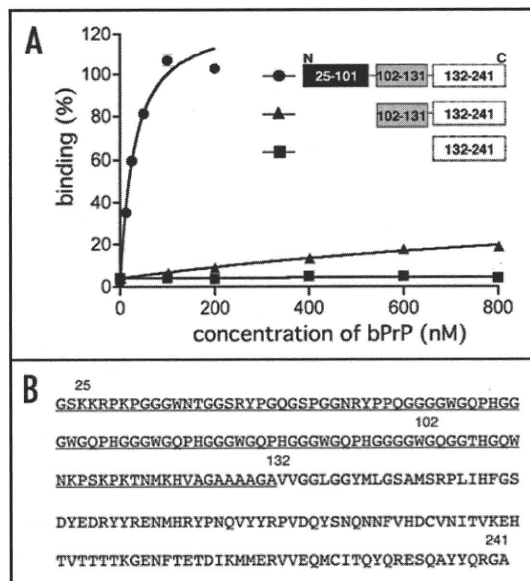 A
120
100
80
60
40
20
0
binding (%)
0 200 400 600 800
concentration of bPrP (nM)
N C
25-101 102-131 132-241
102-131 132-241
132-241
B
25
GSKKRPKPGGGWNTGGSRYPGQGSPGGNRYPPQGGGGWGQPHGG
102
GWGQPHGGGWGQPHGGGWGQPHGGGWGQPHGGGGWGQGGTHGQW
132
NKPSKPKTNMKHVAGAAAAGAVVGGLGGYMLGSAMSRPLIHFGS
DYEDRYYRENMHRYPNQVYYRPVDQYSNQNNFVHDCVNITVKEH
241
TVTTTTKGENFTETDIKMMERVVEQMCITQYQRESQAYYQRGA